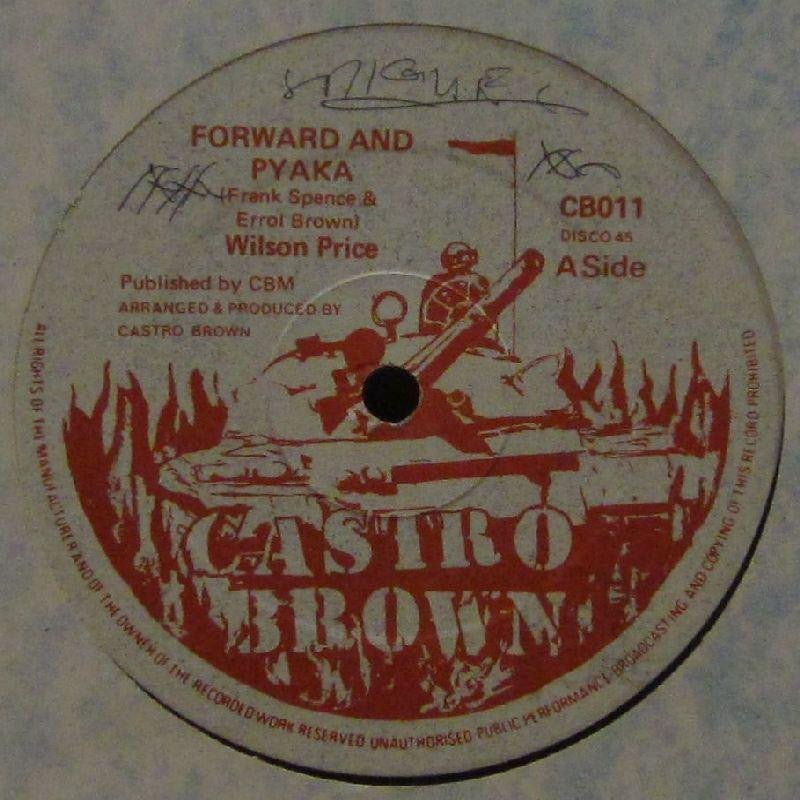 FORWARD AND
PYAKA
(Frank Spence &
Errol Brown)
Wilson Price
Published by CBM
ARRANGED & PRODUCED BY
CASTRO BROWN
CB011
DISCO 45
A Side
CASTRO
BROWN
ALL RIGHTS OF THE MANUFACTURER AND OF THE OWNER OF THE RECORDED WORK RESERVED UNAUTHORISED PUBLIC PERFORMANCE BROADCASTING AND COPYING OF THIS RECORD PROHIBITED